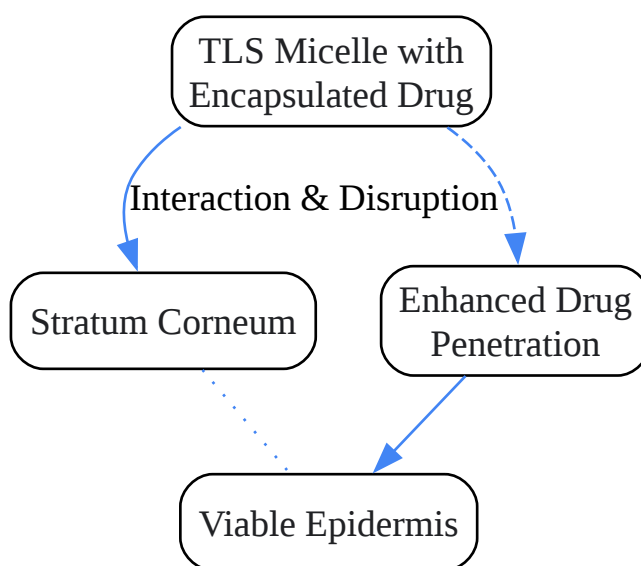 TLS Micelle with
Encapsulated Drug
Interaction & Disruption
Stratum Corneum
Enhanced Drug
Penetration
Viable Epidermis